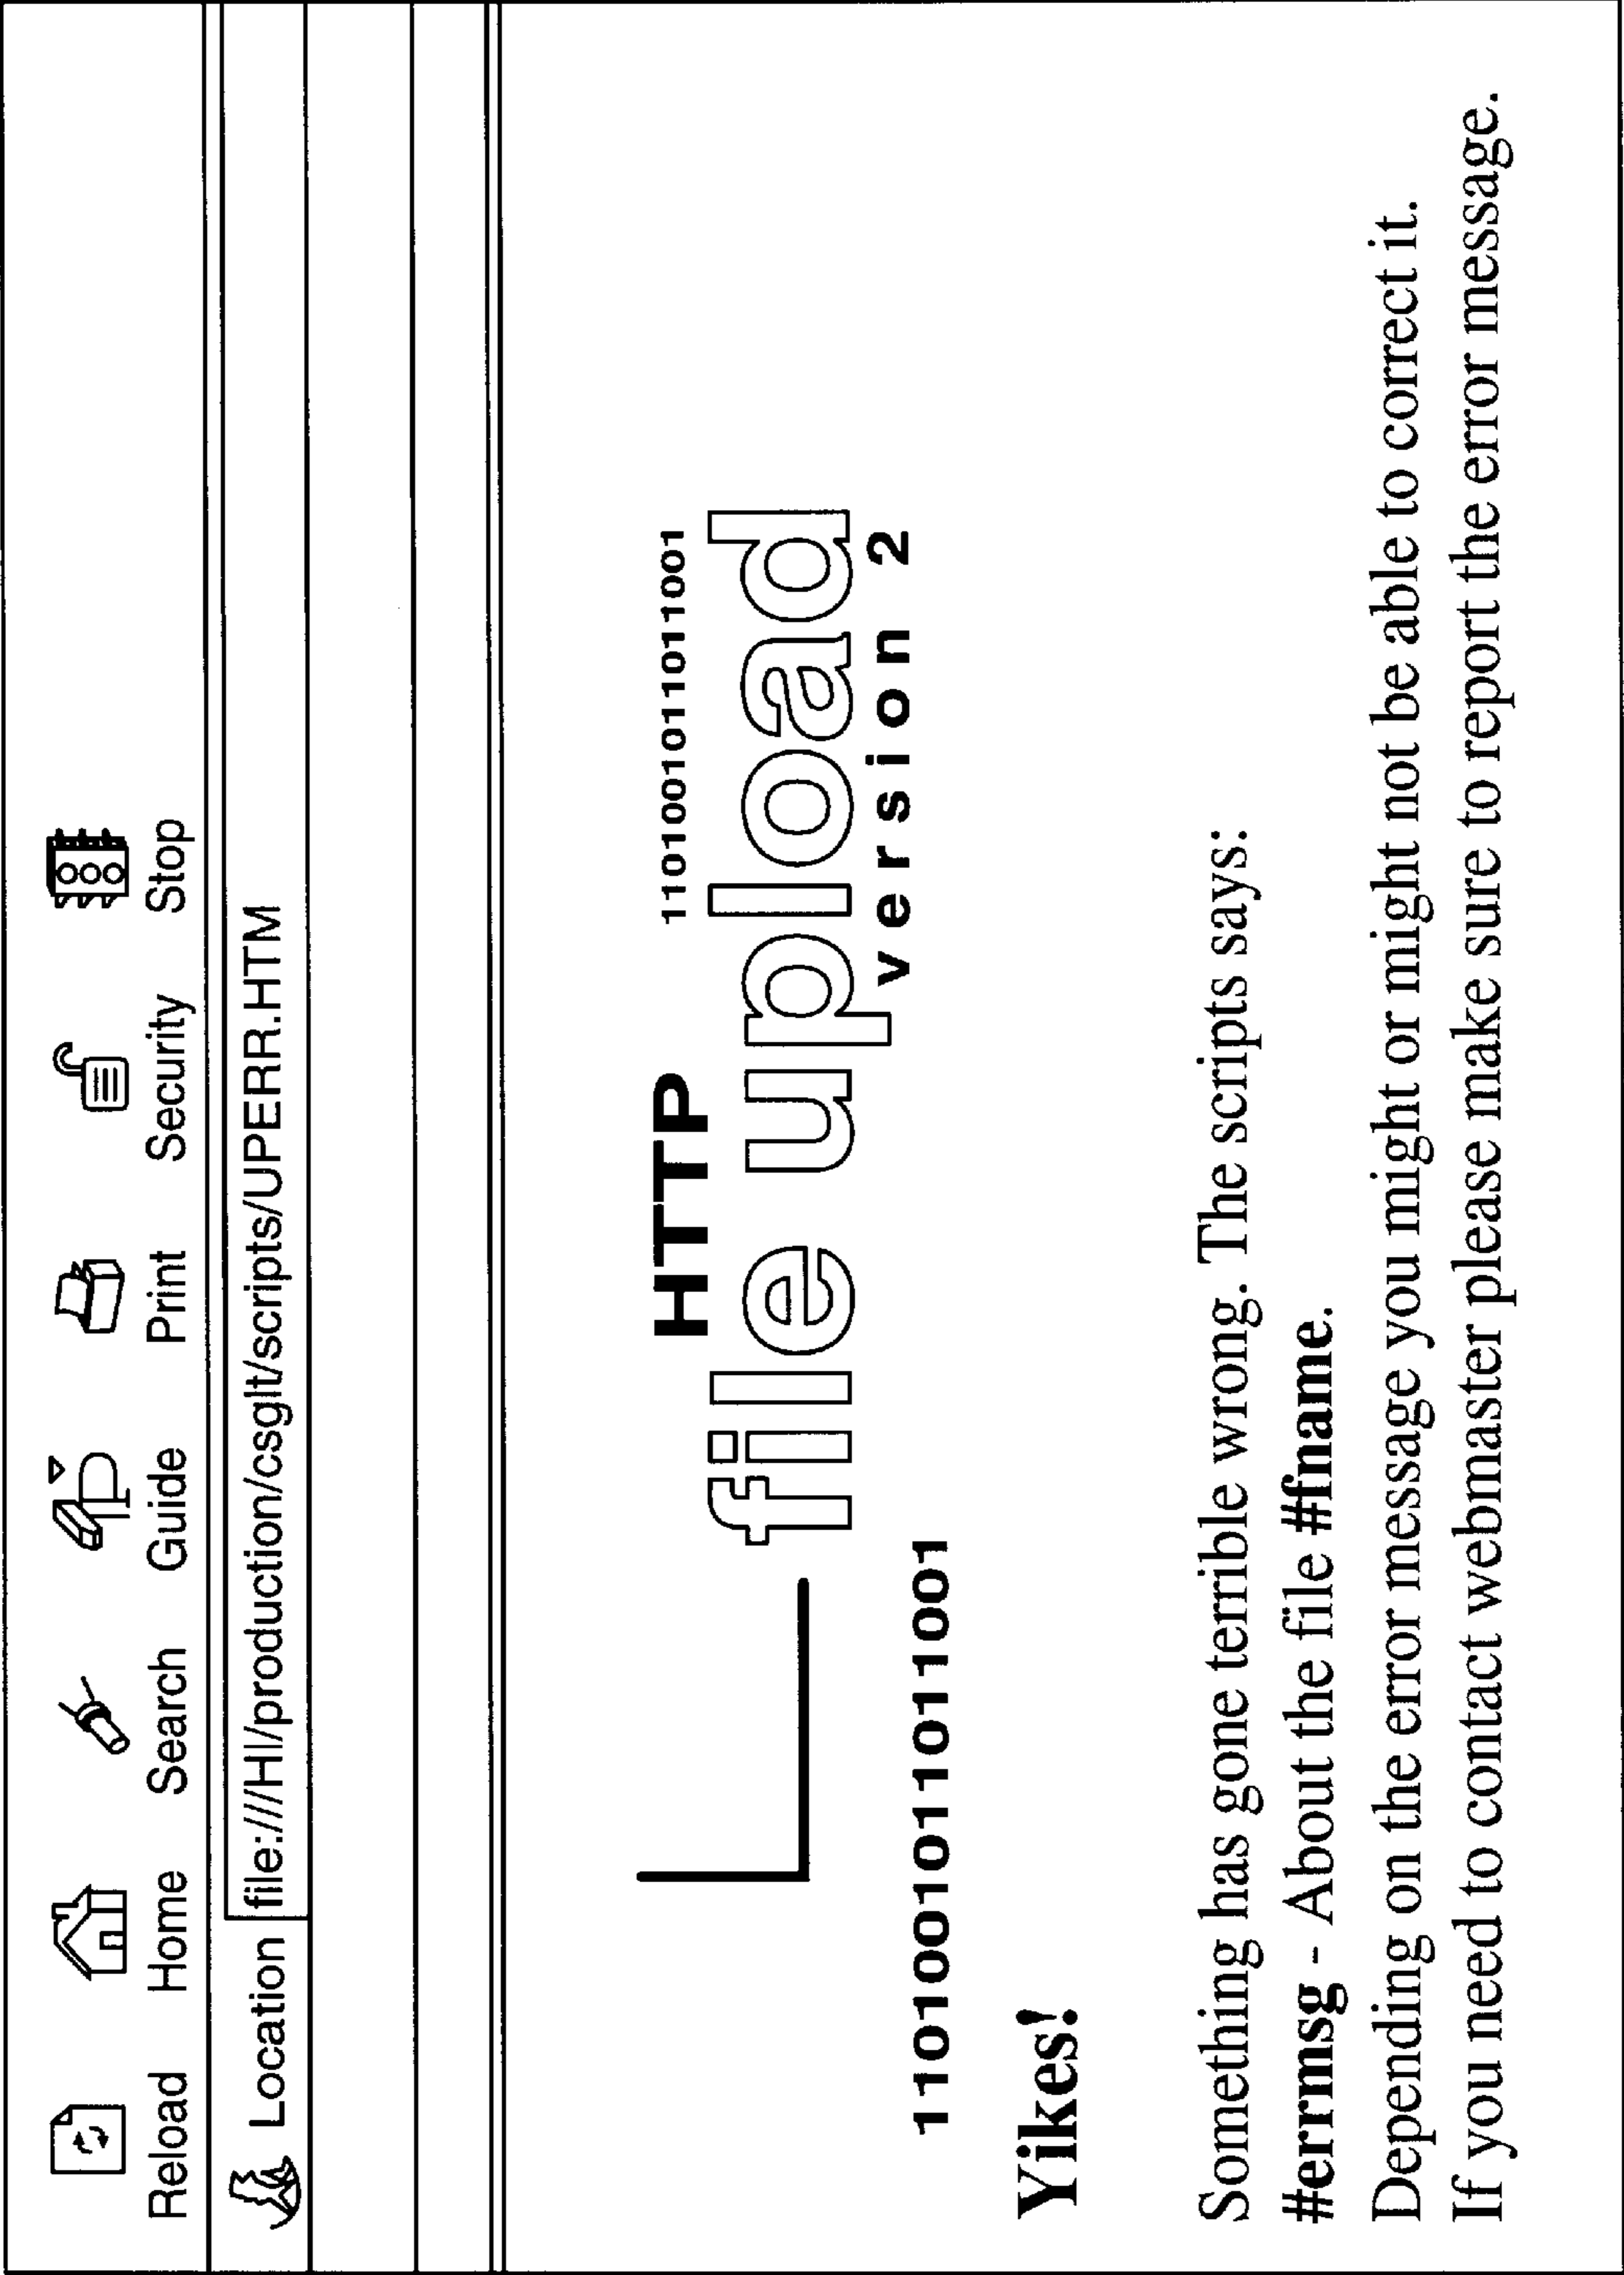 Reload Home Search Guide Print Security Stop
Location file:///H|/production/csglt/scripts/UPERR.HTM
HTTP 11010010110110110​01
file upload
version 2
1101001011011011001
Yikes!
Something has gone terrible wrong. The scripts says:
#errmsg - About the file #fname.
Depending on the error message you might or might not be able to correct it.
If you need to contact webmaster please make sure to report the error message.